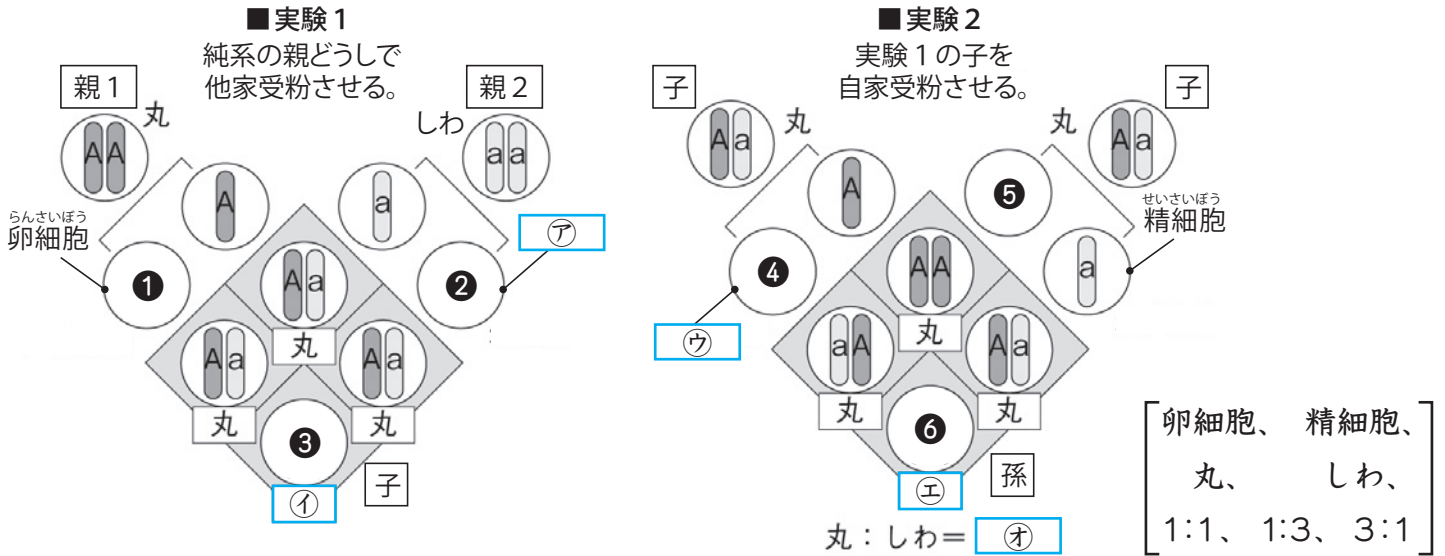 ■実験1
純系の親どうしで
他家受粉させる。
親1
丸
AA
親2
しわ
aa
A
a
らんさいぼう
卵細胞
㋐
❶
Aa
❷
丸
Aa
Aa
丸
丸
❸
子
㋑
■実験2
実験1の子を
自家受粉させる。
子
丸
Aa
子
丸
Aa
A
❺
せいさいぼう
精細胞
❹
AA
a
㋒
丸
aA
Aa
丸
丸
❻
㋓
孫
丸:しわ= ㋔
卵細胞、 精細胞、
丸、 しわ、
1:1、 1:3、 3:1